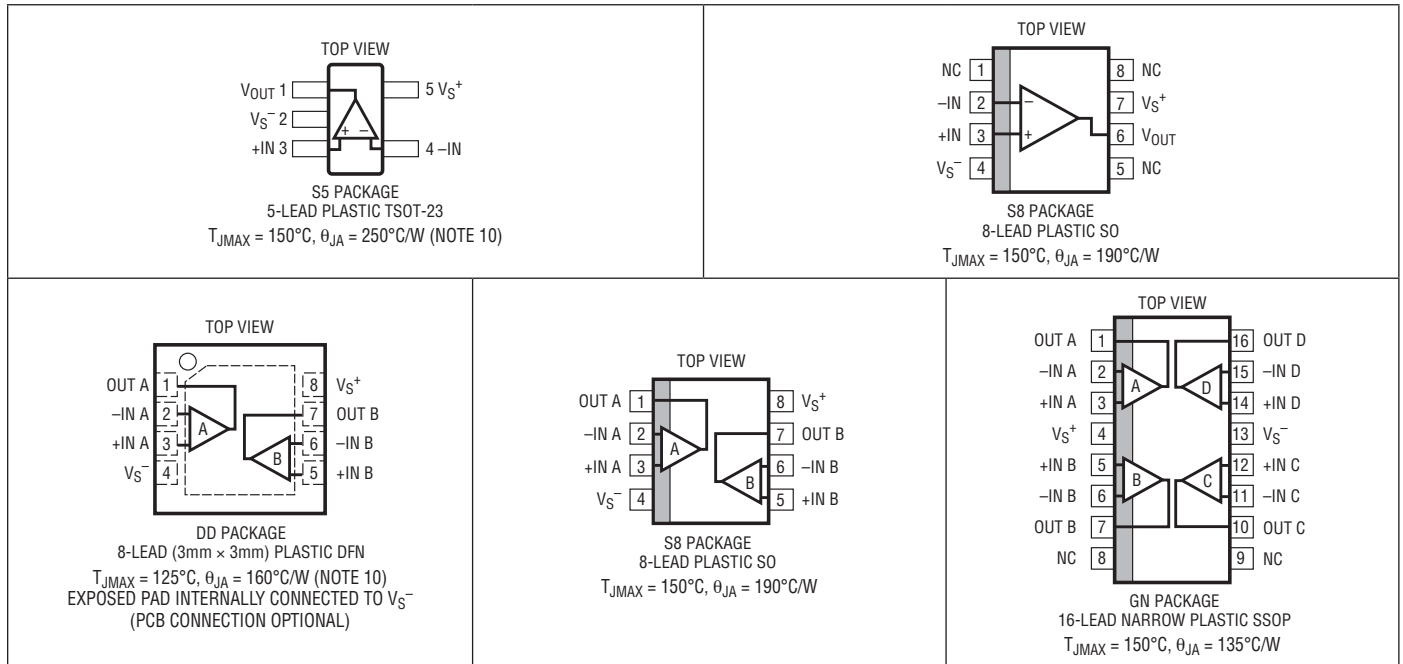 TOP VIEW
VOUT 1
5 VS+
VS– 2
+IN 3
4 –IN
+ –
S5 PACKAGE
5-LEAD PLASTIC TSOT-23
TJMAX = 150°C, θJA = 250°C/W (NOTE 10)
TOP VIEW
NC 1
8 NC
–IN 2
–
7 VS+
+IN 3
+
6 VOUT
VS– 4
5 NC
S8 PACKAGE
8-LEAD PLASTIC SO
TJMAX = 150°C, θJA = 190°C/W
TOP VIEW
OUT A 1
8 VS+
–IN A 2
A
7 OUT B
+IN A 3
6 –IN B
B
VS– 4
5 +IN B
DD PACKAGE
8-LEAD (3mm × 3mm) PLASTIC DFN
TJMAX = 125°C, θJA = 160°C/W (NOTE 10)
EXPOSED PAD INTERNALLY CONNECTED TO VS–
(PCB CONNECTION OPTIONAL)
TOP VIEW
OUT A 1
8 VS+
–IN A 2
A
7 OUT B
+IN A 3
6 –IN B
B
VS– 4
5 +IN B
S8 PACKAGE
8-LEAD PLASTIC SO
TJMAX = 150°C, θJA = 190°C/W
TOP VIEW
OUT A 1
16 OUT D
–IN A 2
15 –IN D
A
D
+IN A 3
14 +IN D
VS+ 4
13 VS–
+IN B 5
12 +IN C
B
C
–IN B 6
11 –IN C
OUT B 7
10 OUT C
NC 8
9 NC
GN PACKAGE
16-LEAD NARROW PLASTIC SSOP
TJMAX = 150°C, θJA = 135°C/W